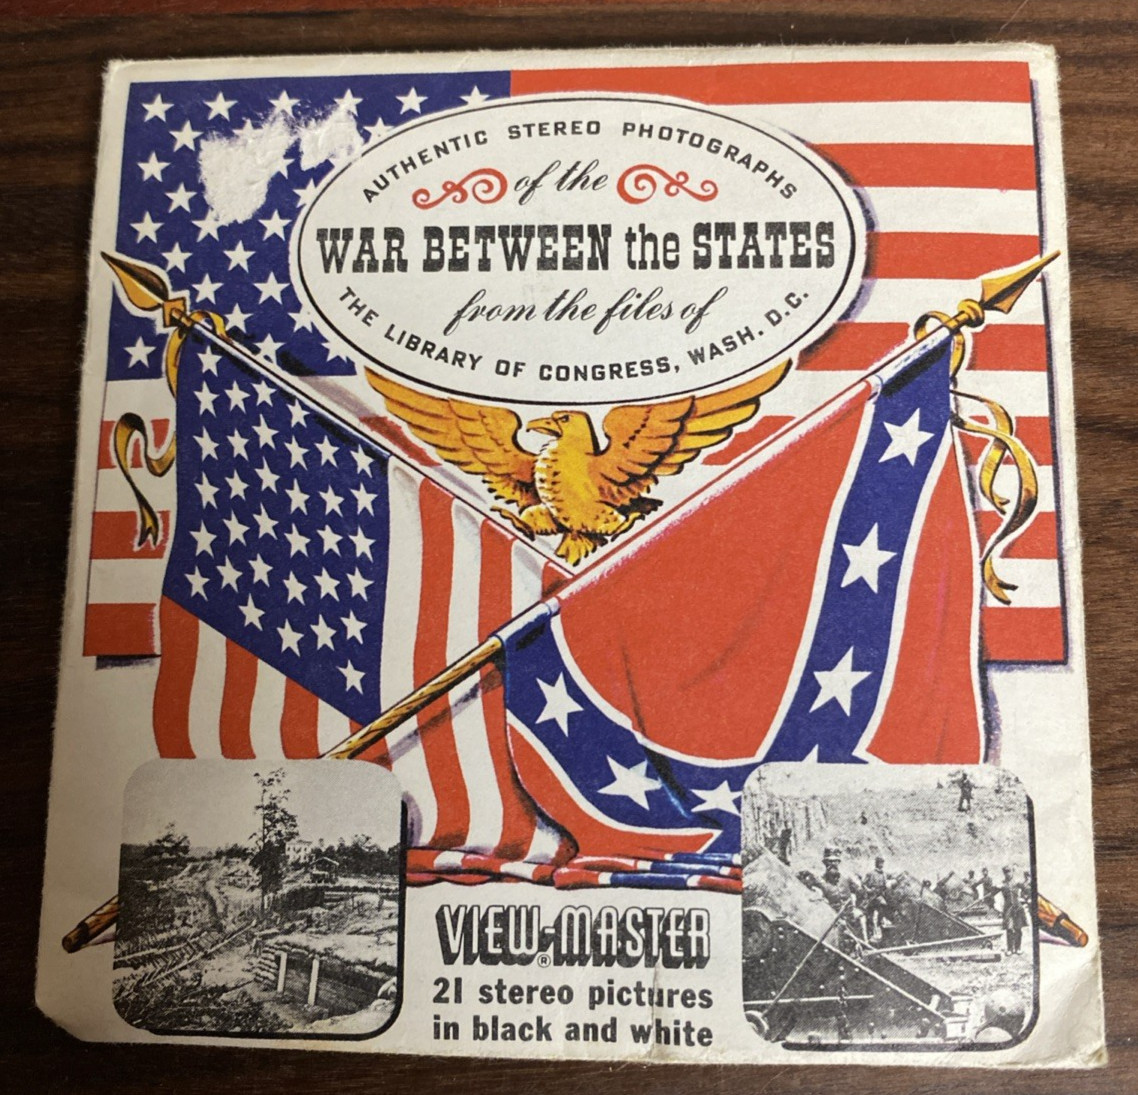 AUTHENTIC STEREO PHOTOGRAPHS
of the
WAR BETWEEN the STATES
from the files of
THE LIBRARY OF CONGRESS, WASH. D.C.
VIEW-MASTER
®
21 stereo pictures
in black and white